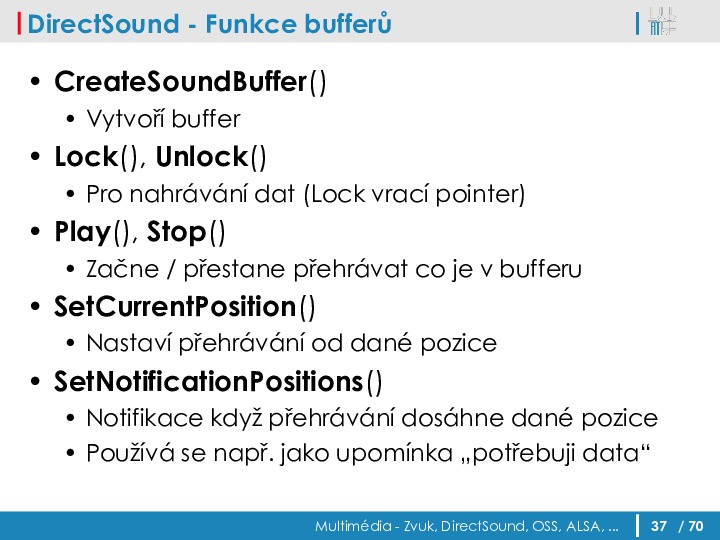 DirectSound - Funkce bufferů
• CreateSoundBuffer()
• Vytvoří buffer
• Lock(), Unlock()
• Pro nahrávání dat (Lock vrací pointer)
• Play(), Stop()
• Začne / přestane přehrávat co je v bufferu
• SetCurrentPosition()
• Nastaví přehrávání od dané pozice
• SetNotificationPositions()
• Notifikace když přehrávání dosáhne dané pozice
• Používá se např. jako upomínka „potřebuji data“
Multimédia - Zvuk, DirectSound, OSS, ALSA, ... 37 / 70